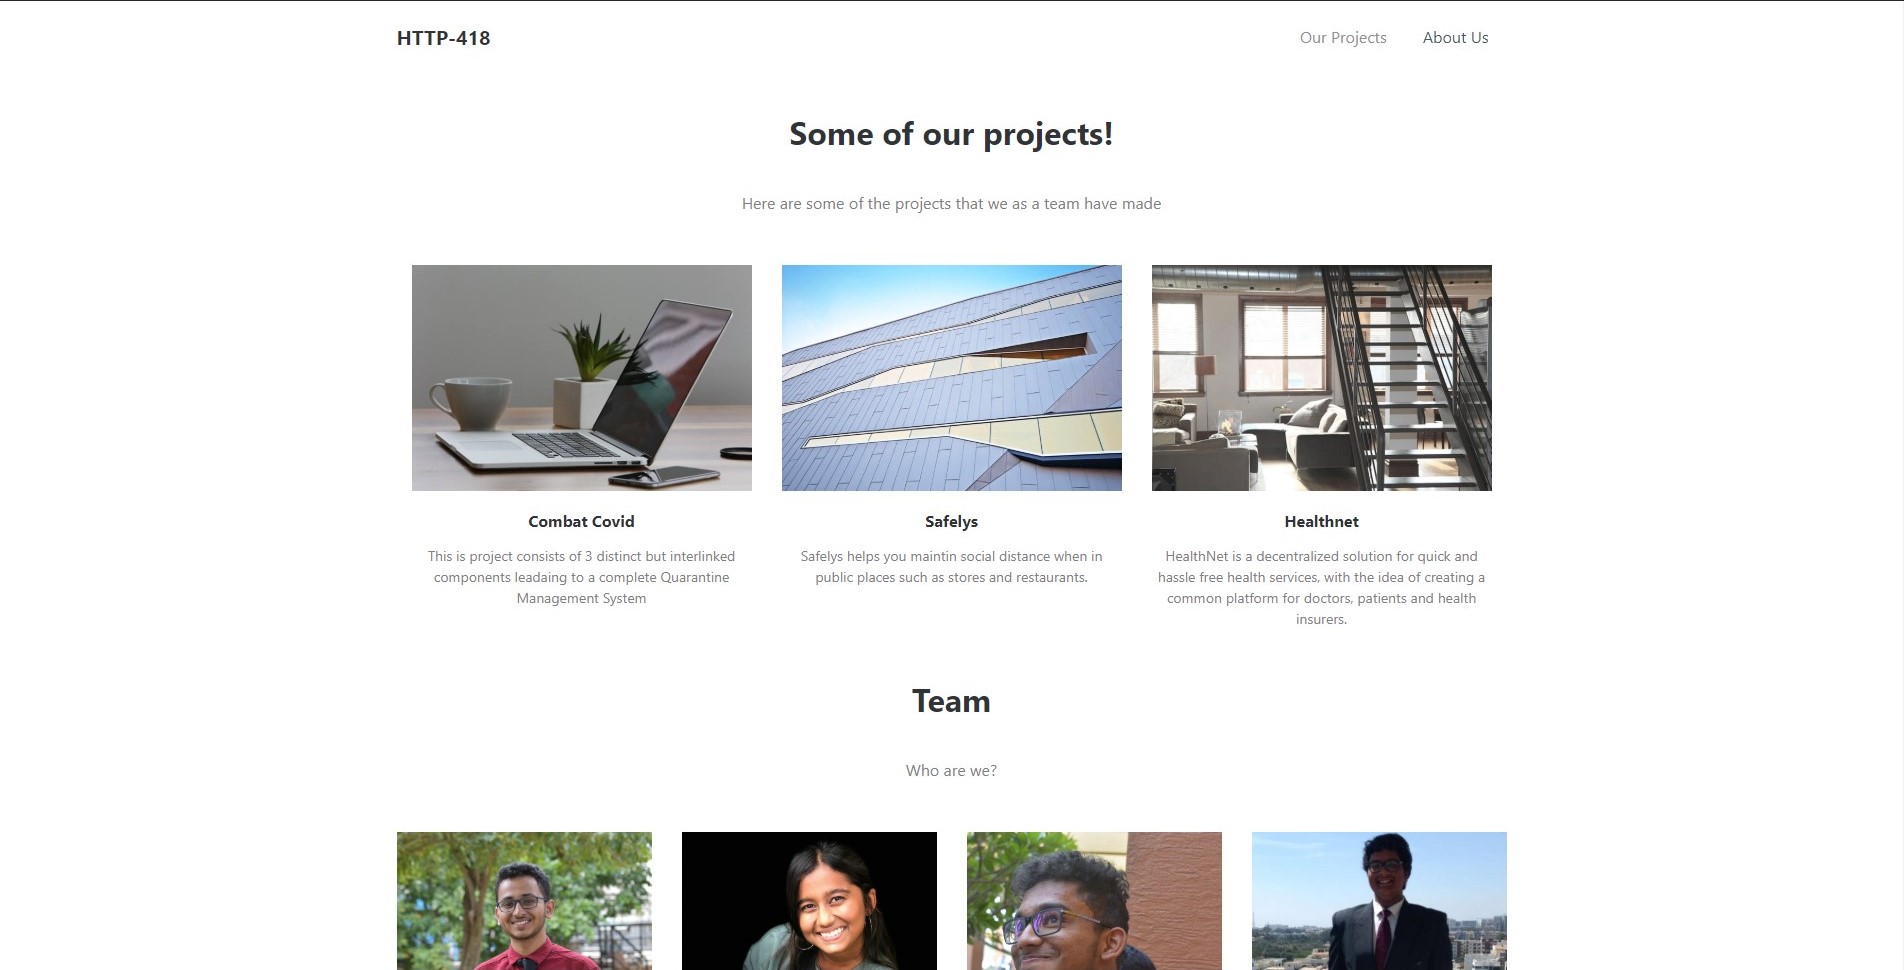 HTTP-418
Our Projects
About Us
Some of our projects!
Here are some of the projects that we as a team have made
Combat Covid
This is project consists of 3 distinct but interlinked
components leadaing to a complete Quarantine
Management System
Safelys
Safelys helps you maintin social distance when in
public places such as stores and restaurants.
Healthnet
HealthNet is a decentralized solution for quick and
hassle free health services, with the idea of creating a
common platform for doctors, patients and health
insurers.
Team
Who are we?